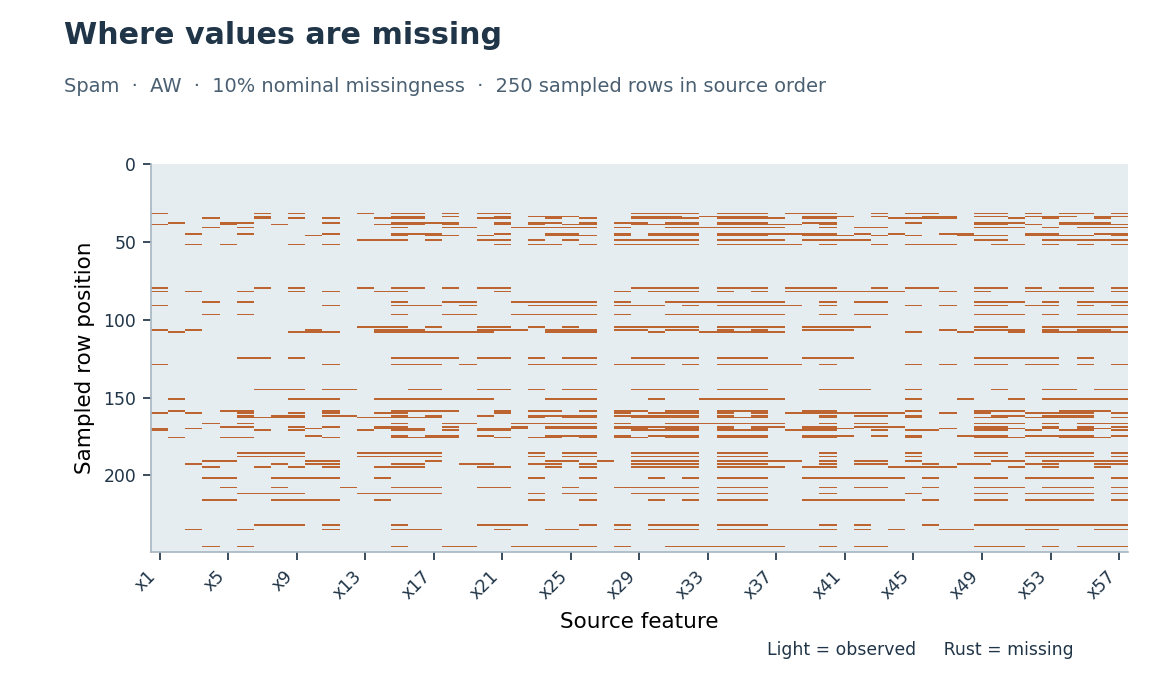 Where values are missing
Spam · AW · 10% nominal missingness · 250 sampled rows in source order
0
50
100
150
200
Sampled row position
x1 x5 x9 x13 x17 x21 x25 x29 x33 x37 x41 x45 x49 x53 x57
Source feature
Light = observed Rust = missing